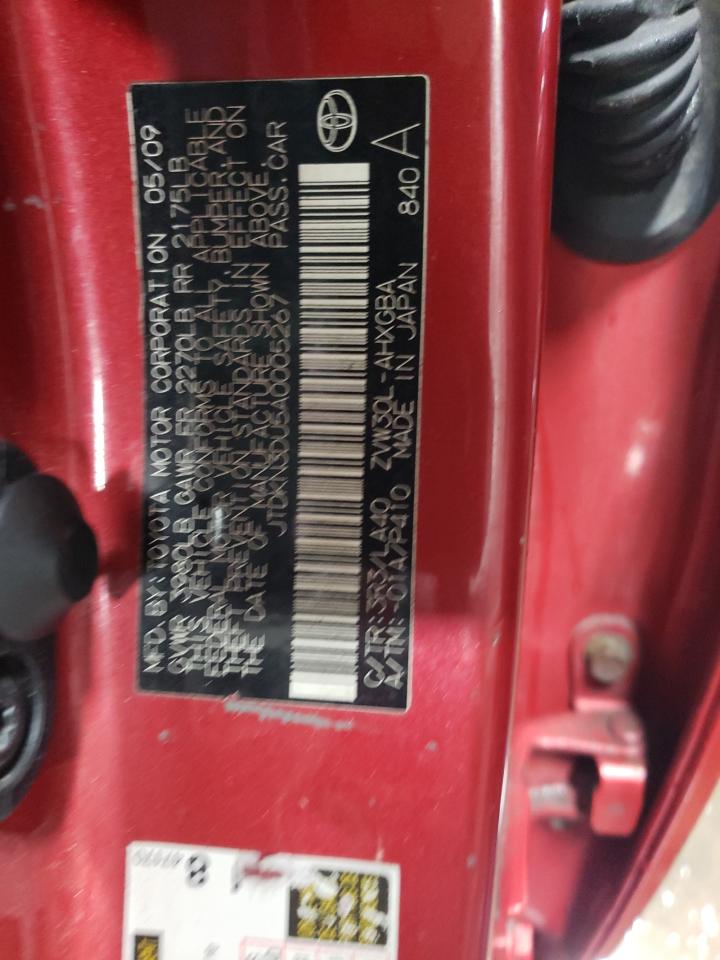 MFD. BY: TOYOTA MOTOR CORPORATION 05/09
GVWR 3980LB GAWR FR 2270LB RR 2175LB
THIS VEHICLE CONFORMS TO ALL APPLICABLE
FEDERAL MOTOR VEHICLE SAFETY, BUMPER, AND
THEFT PREVENTION STANDARDS IN EFFECT ON
THE DATE OF MANUFACTURE SHOWN ABOVE.
PASS. CAR
C/TR: 3R3/LA40 ZVW30L-AHXGBA 840 A
A/TM: -01A/P410 MADE IN JAPAN